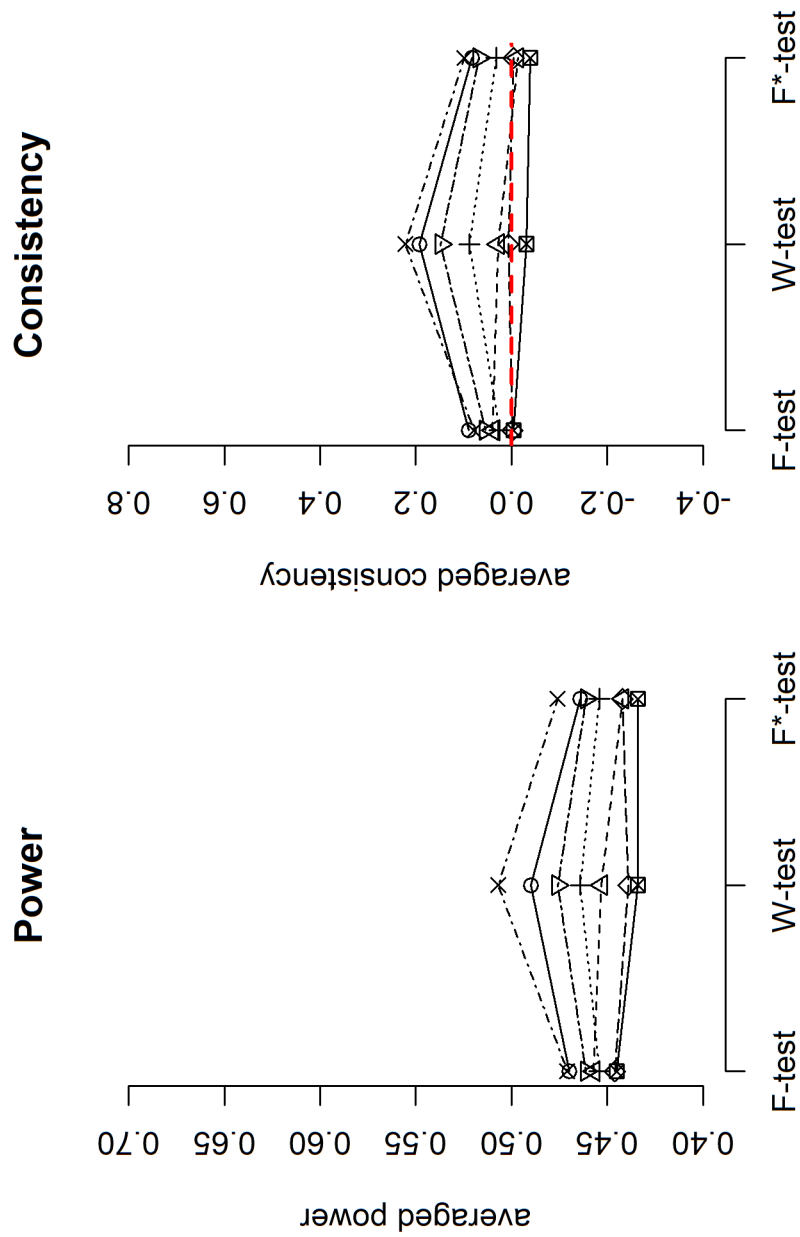 Power
averaged power
0.40
0.45
0.50
0.55
0.60
0.65
0.70
F-test
W-test
F*-test
Consistency
averaged consistency
-0.4
-0.2
0.0
0.2
0.4
0.6
0.8
F-test
W-test
F*-test